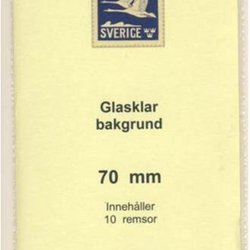 SVERIGE
Glasklar
bakgrund
70 mm
Innehåller
10 remsor